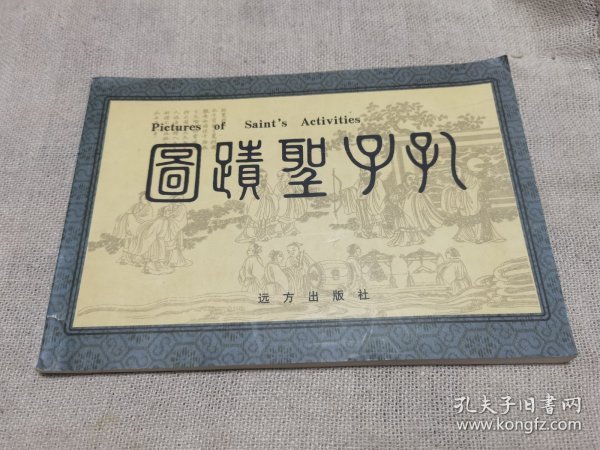 Pictures of Saint's Activities
孔子聖蹟圖
远方出版社
孔夫子旧书网
www.kongfz.com